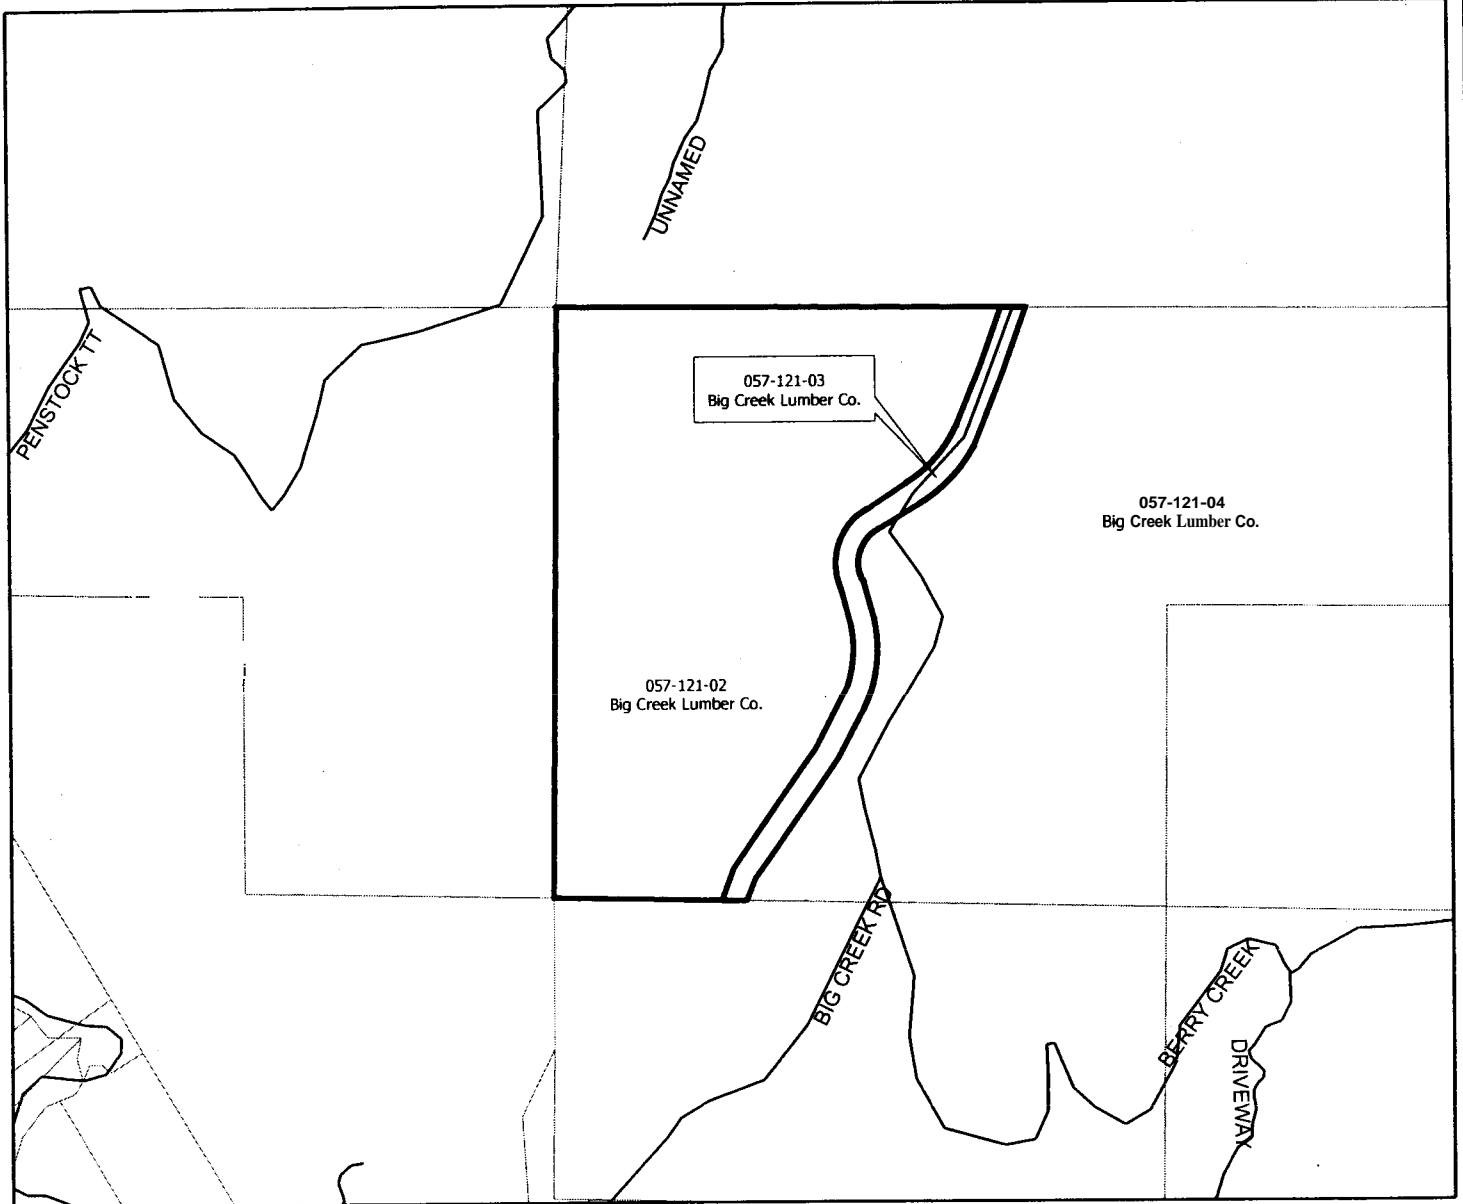 UNNAMED
PENSTOCK TT
057-121-03
Big Creek Lumber Co.
057-121-04
Big Creek Lumber Co.
057-121-02
Big Creek Lumber Co.
BIG CREEK RD
BERRY CREEK
DRIVEWAY